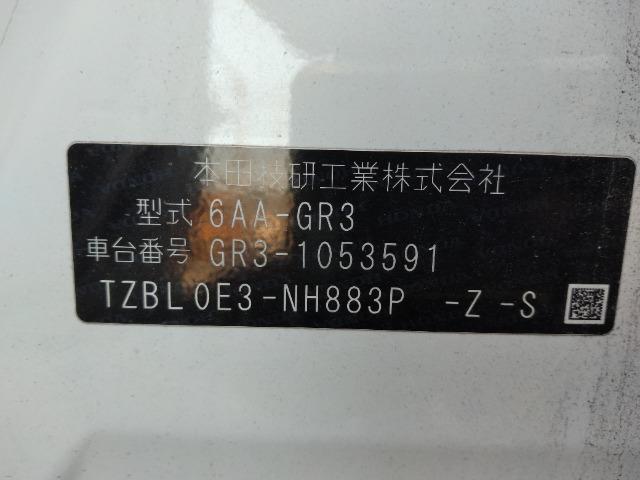 本田技研工業株式会社
型式 6AA-GR3
車台番号 GR3-1053591
TZBL0E3-NH883P -Z -S